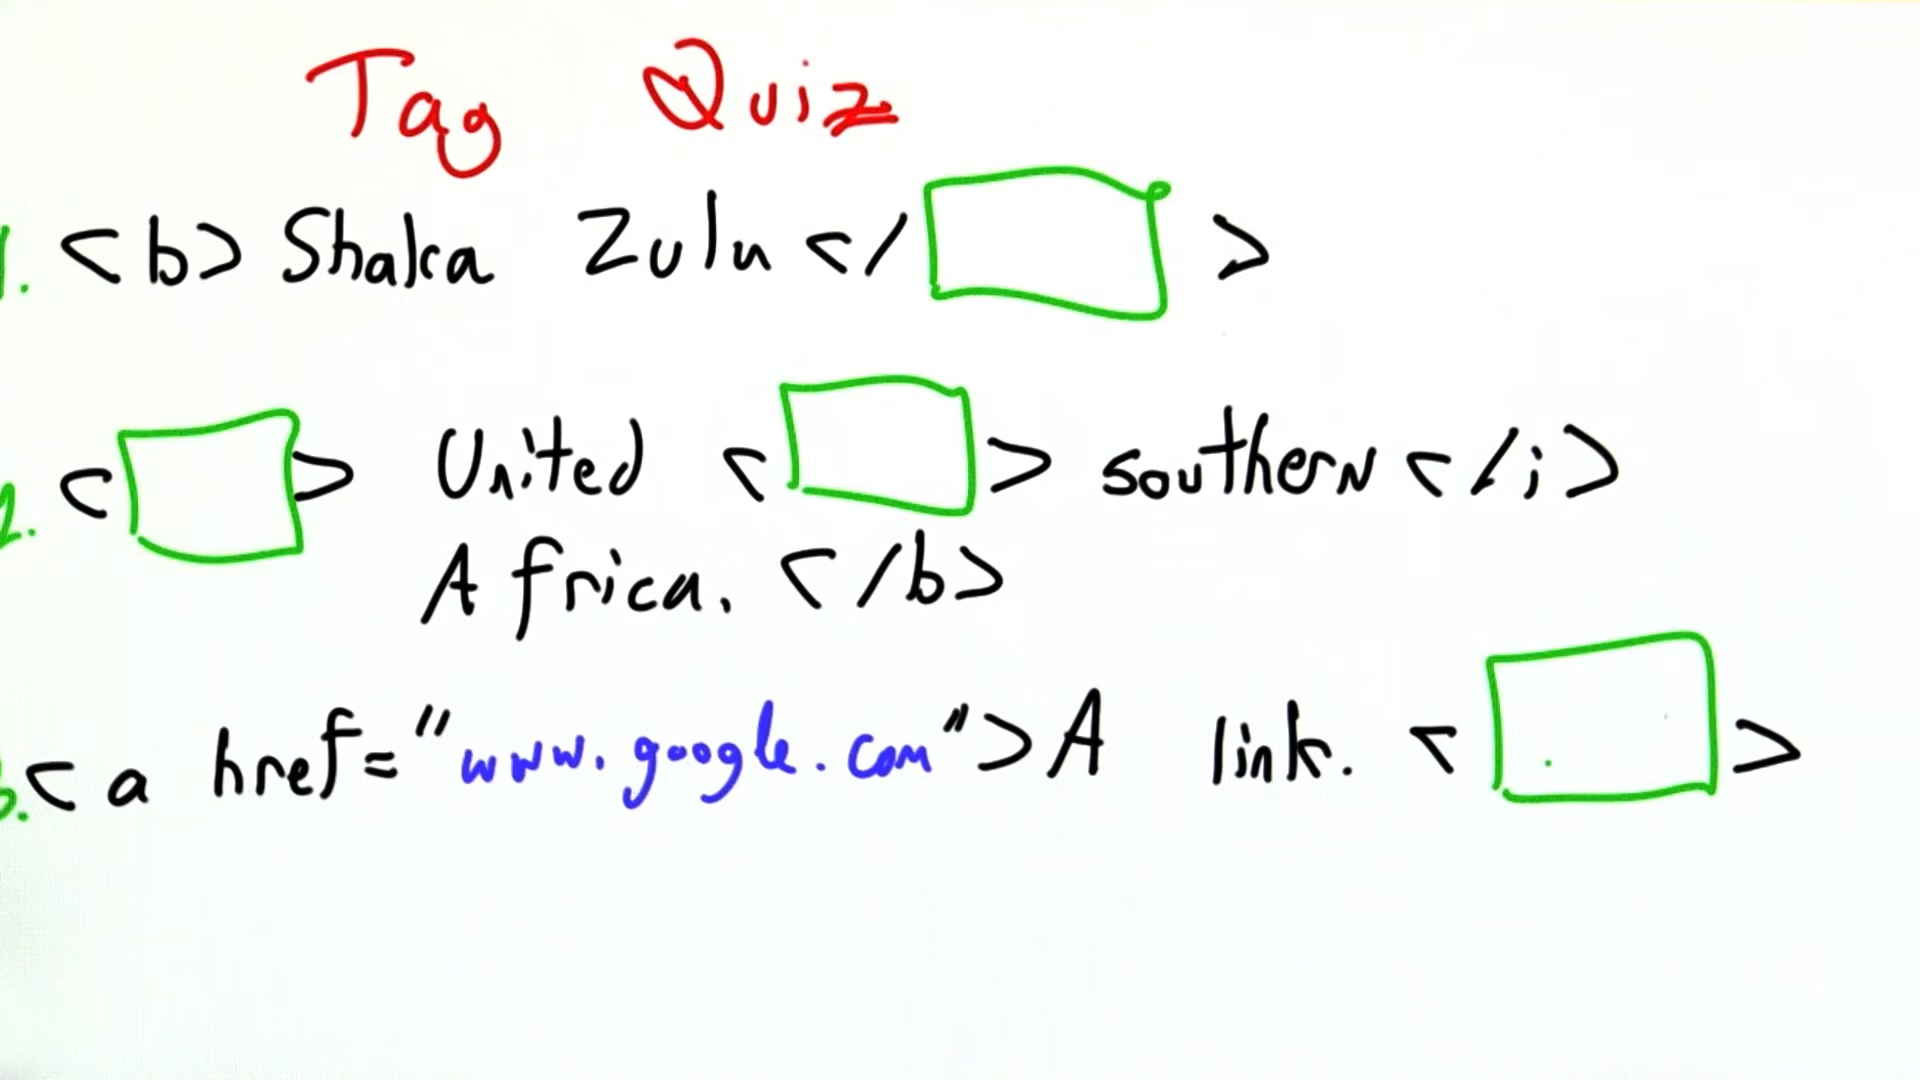 Tag Quiz
1. <b> Shaka Zulu </ >
2. < > United < > southern </i>
Africa. </b>
3. <a href="www.google.com">A link. < >